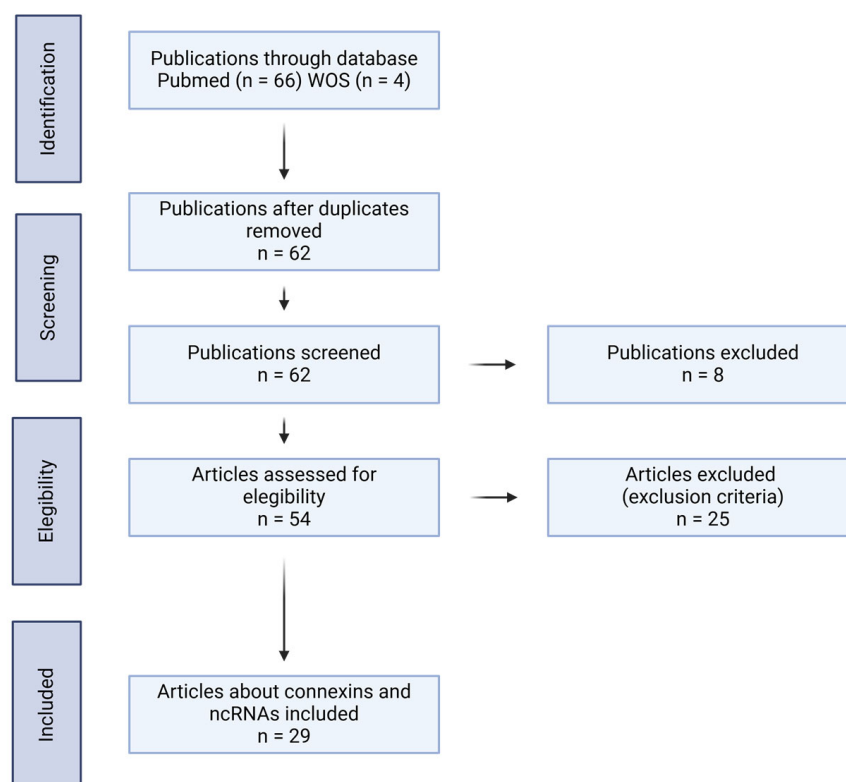 Identification
Publications through database
Pubmed (n = 66) WOS (n = 4)
Publications after duplicates
removed
n = 62
Screening
Publications screened
n = 62
Publications excluded
n = 8
Elegibility
Articles assessed for
elegibility
n = 54
Articles excluded
(exclusion criteria)
n = 25
Included
Articles about connexins and
ncRNAs included
n = 29